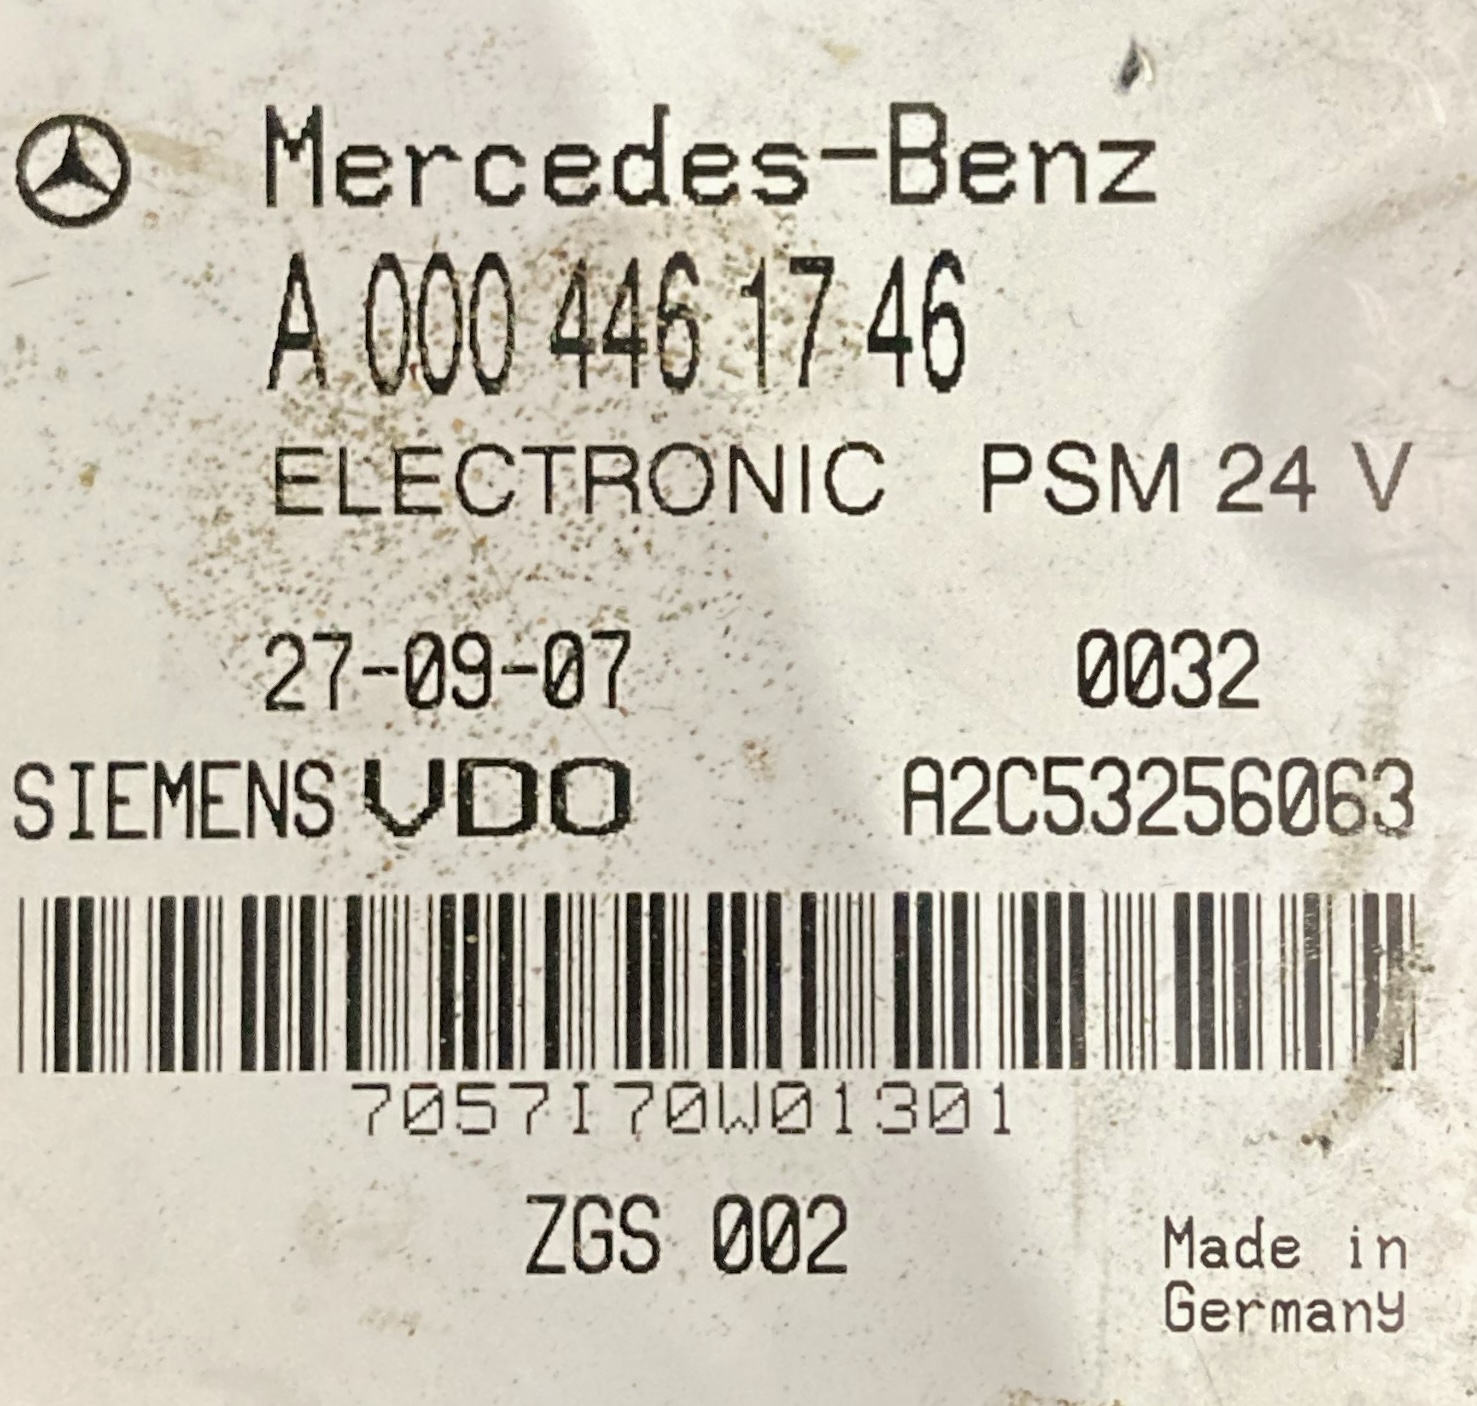 Mercedes-Benz
A 000 446 17 46
ELECTRONIC PSM 24 V
27-09-07 0032
SIEMENS VDO A2C53256063
7057I70W01301
ZGS 002
Made in
Germany